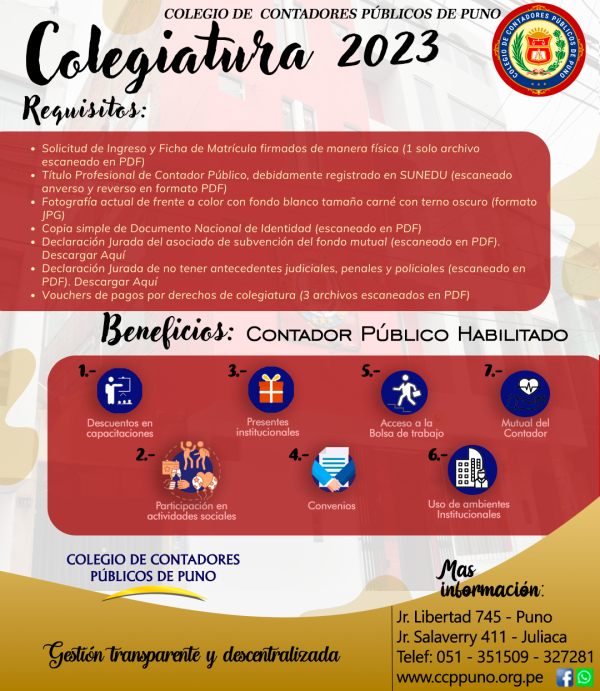 COLEGIO DE CONTADORES PÚBLICOS DE PUNO
Colegiatura 2023
COLEGIO DE CONTADORES PÚBLICOS DE PUNO
Requisitos:
• Solicitud de Ingreso y Ficha de Matrícula firmados de manera física (1 solo archivo
escaneado en PDF)
• Título Profesional de Contador Público, debidamente registrado en SUNEDU (escaneado
anverso y reverso en formato PDF)
• Fotografía actual de frente a color con fondo blanco tamaño carné con terno oscuro (formato
JPG)
• Copia simple de Documento Nacional de Identidad (escaneado en PDF)
• Declaración Jurada del asociado de subvención del fondo mutual (escaneado en PDF).
Descargar Aquí
• Declaración Jurada de no tener antecedentes judiciales, penales y policiales (escaneado en
PDF). Descargar Aquí
• Vouchers de pagos por derechos de colegiatura (3 archivos escaneados en PDF)
Beneficios: Contador Público Habilitado
1.-
Descuentos en
capacitaciones
2.-
Participación en
actividades sociales
3.-
Presentes
institucionales
4.-
Convenios
5.-
Acceso a la
Bolsa de trabajo
6.-
Uso de ambientes
Institucionales
7.-
Mutual del
Contador
COLEGIO DE CONTADORES
PÚBLICOS DE PUNO
Gestión transparente y descentralizada
Mas
información:
Jr. Libertad 745 - Puno
Jr. Salaverry 411 - Juliaca
Telef: 051 - 351509 - 327281
www.ccppuno.org.pe